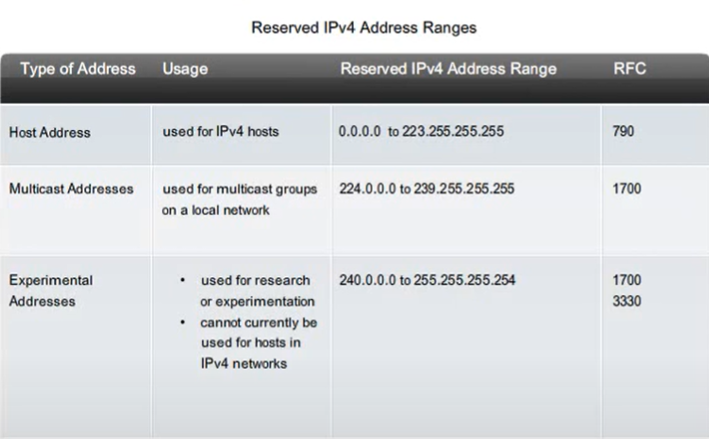 Reserved IPv4 Address Ranges
Type of Address Usage Reserved IPv4 Address Range RFC
Host Address used for IPv4 hosts 0.0.0.0 to 223.255.255.255 790
Multicast Addresses used for multicast groups 224.0.0.0 to 239.255.255.255 1700
on a local network
Experimental • used for research 240.0.0.0 to 255.255.255.254 1700
Addresses or experimentation 3330
• cannot currently be
used for hosts in
IPv4 networks